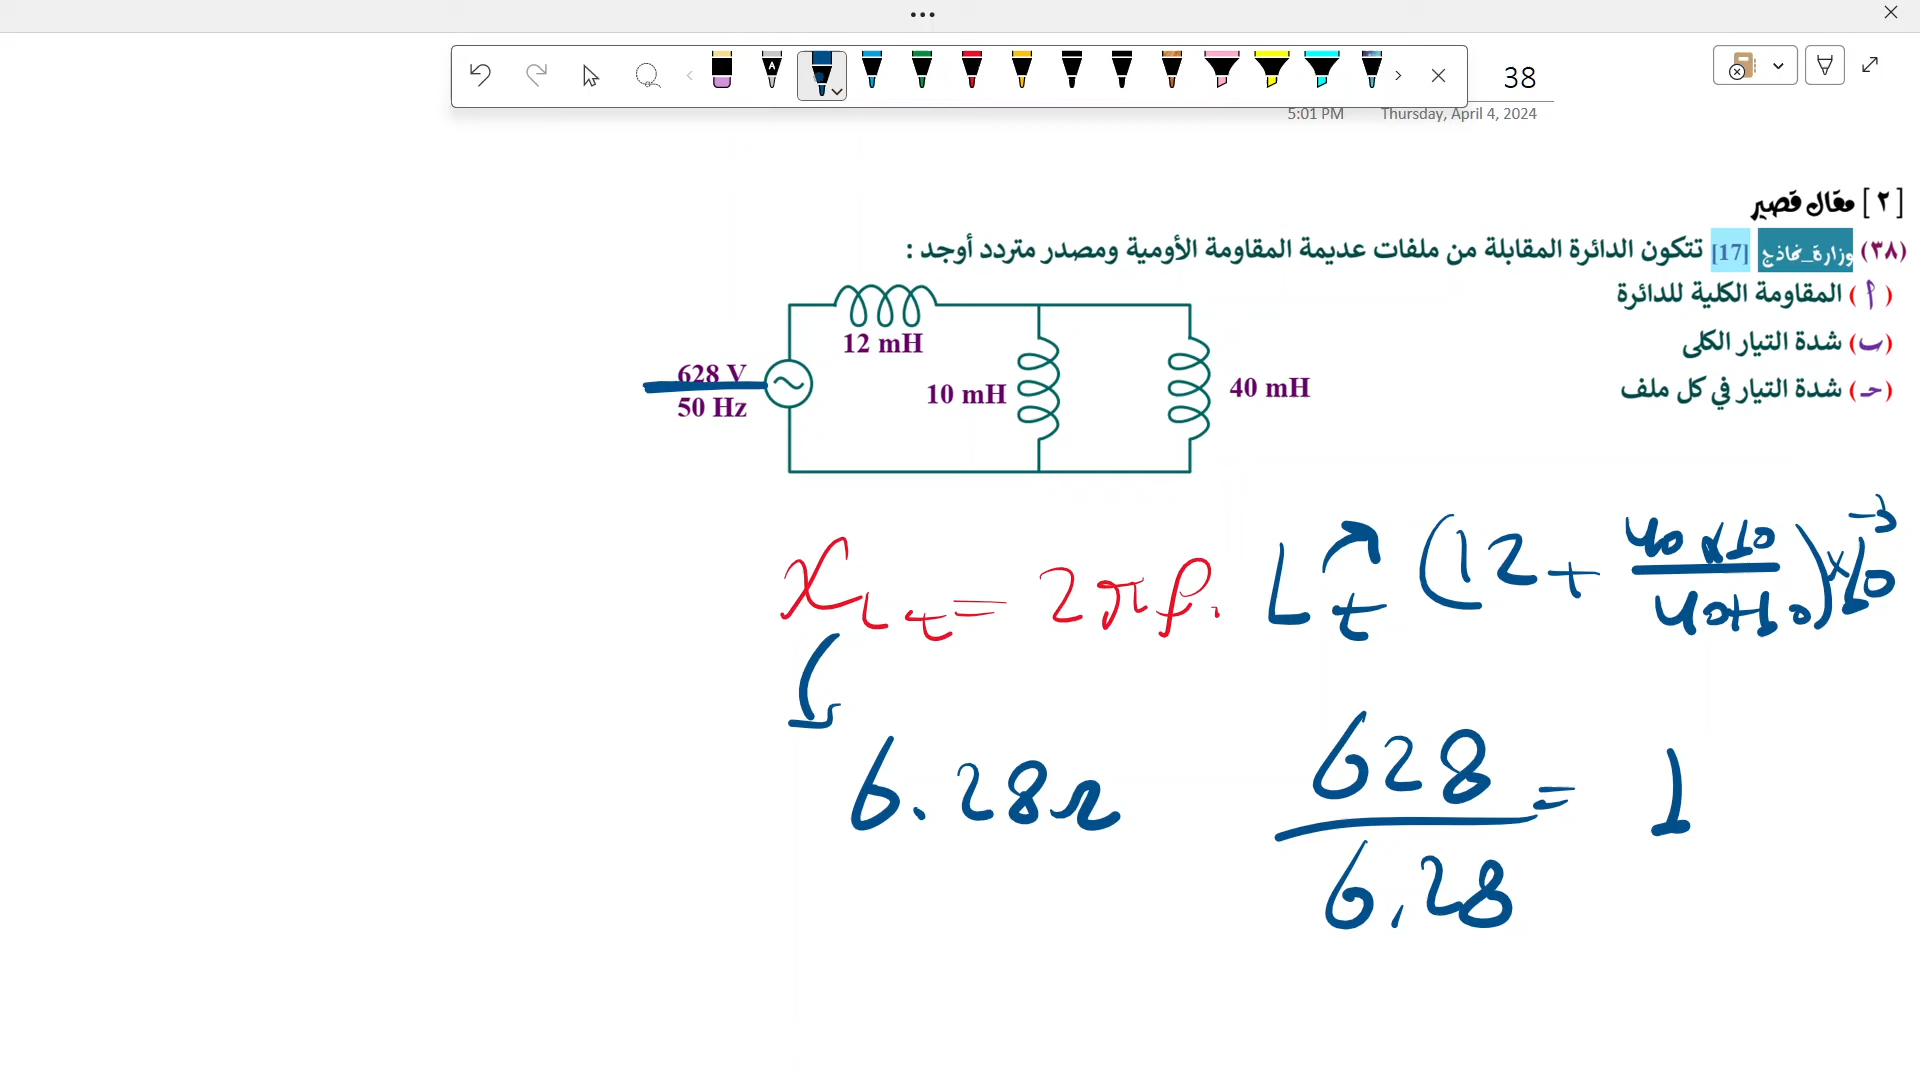 38
5:01 PM Thursday, April 4, 2024
[ ٢ ] مقال قصير
(٣٨) وزارة_نماذج [17] تتكون الدائرة المقابلة من ملفات عديمة المقاومة الأومية ومصدر متردد أوجد :
( أ ) المقاومة الكلية للدائرة
(ب) شدة التيار الكلى
(حـ) شدة التيار في كل ملف
12 mH
628 V
50 Hz
10 mH
40 mH
X_{L t} = 2πf. L_t (12 + \frac{40×10}{40+10})×10^{-3}
6.28Ω
\frac{628}{6.28} = 1